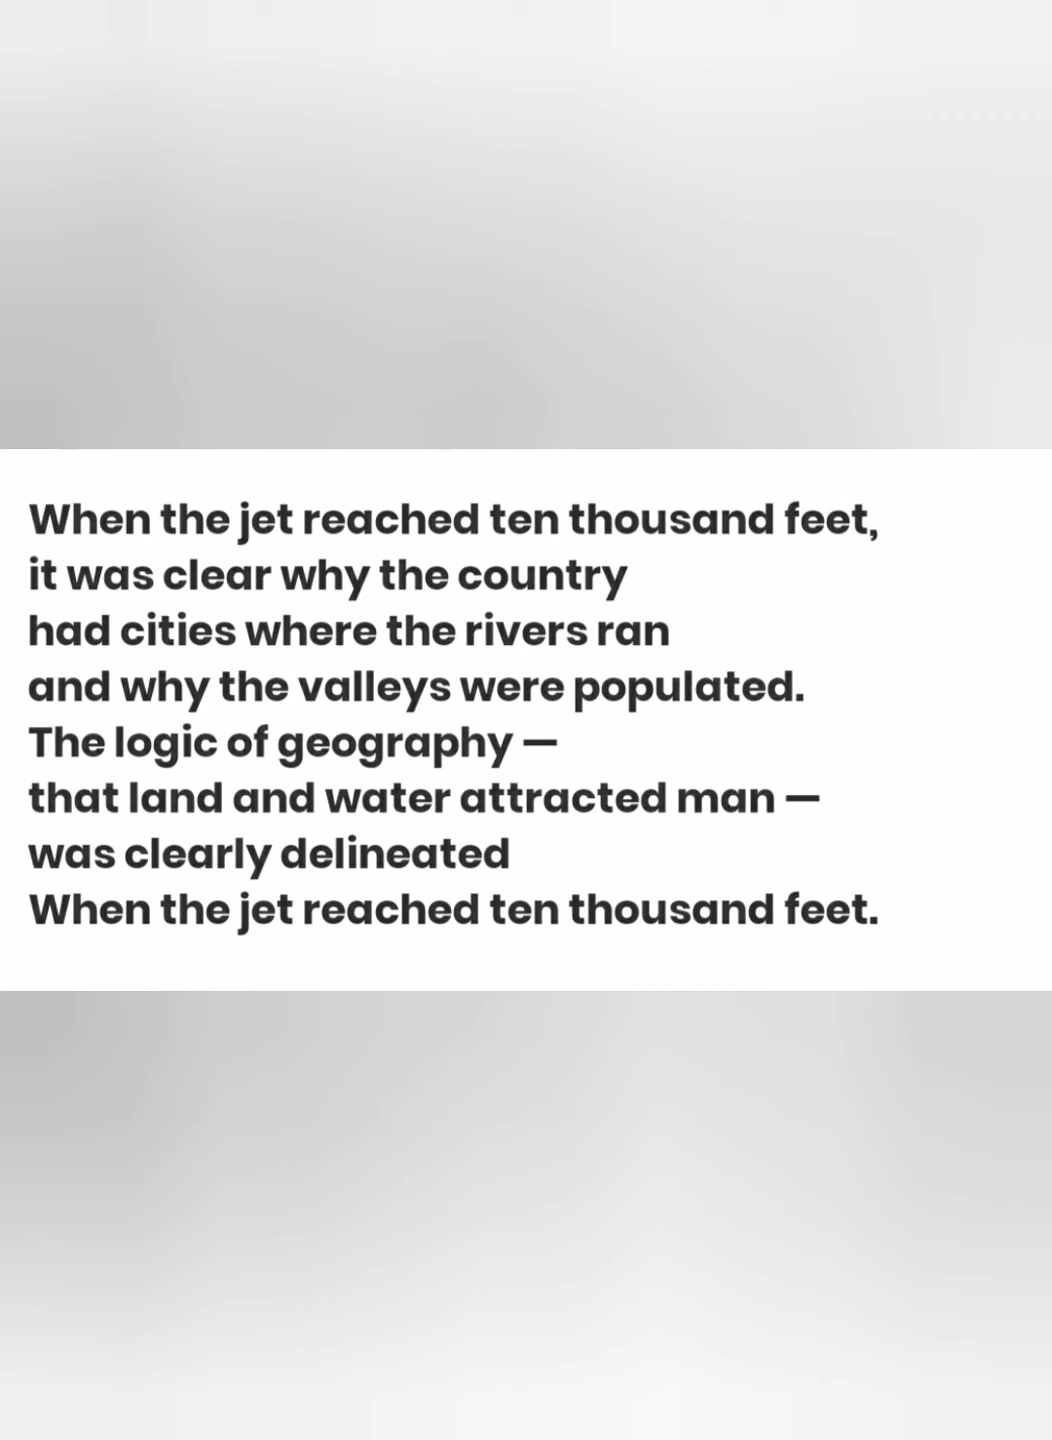 When the jet reached ten thousand feet,
it was clear why the country
had cities where the rivers ran
and why the valleys were populated.
The logic of geography —
that land and water attracted man —
was clearly delineated
When the jet reached ten thousand feet.